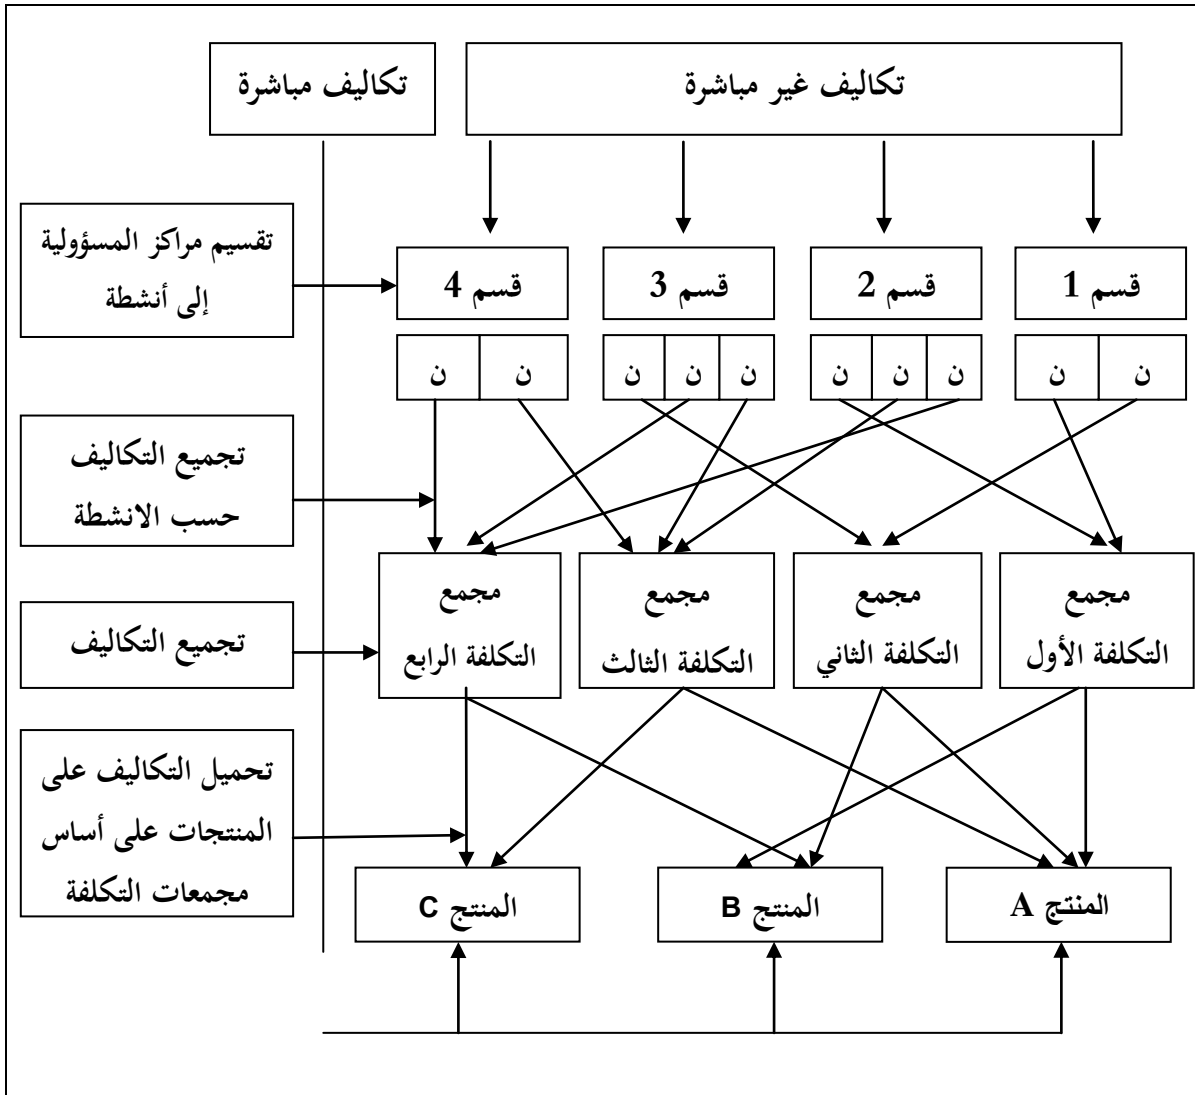 تكاليف غير مباشرة
تكاليف مباشرة
تقسيم مراكز المسؤولية
إلى أنشطة
قسم 1
قسم 2
قسم 3
قسم 4
ن
ن
ن
ن
ن
ن
ن
ن
ن
ن
تجميع التكاليف
حسب الانشطة
مجمع
التكلفة الأول
مجمع
التكلفة الثاني
مجمع
التكلفة الثالث
مجمع
التكلفة الرابع
تجميع التكاليف
تحميل التكاليف على
المنتجات على أساس
مجمعات التكلفة
المنتج A
المنتج B
المنتج C